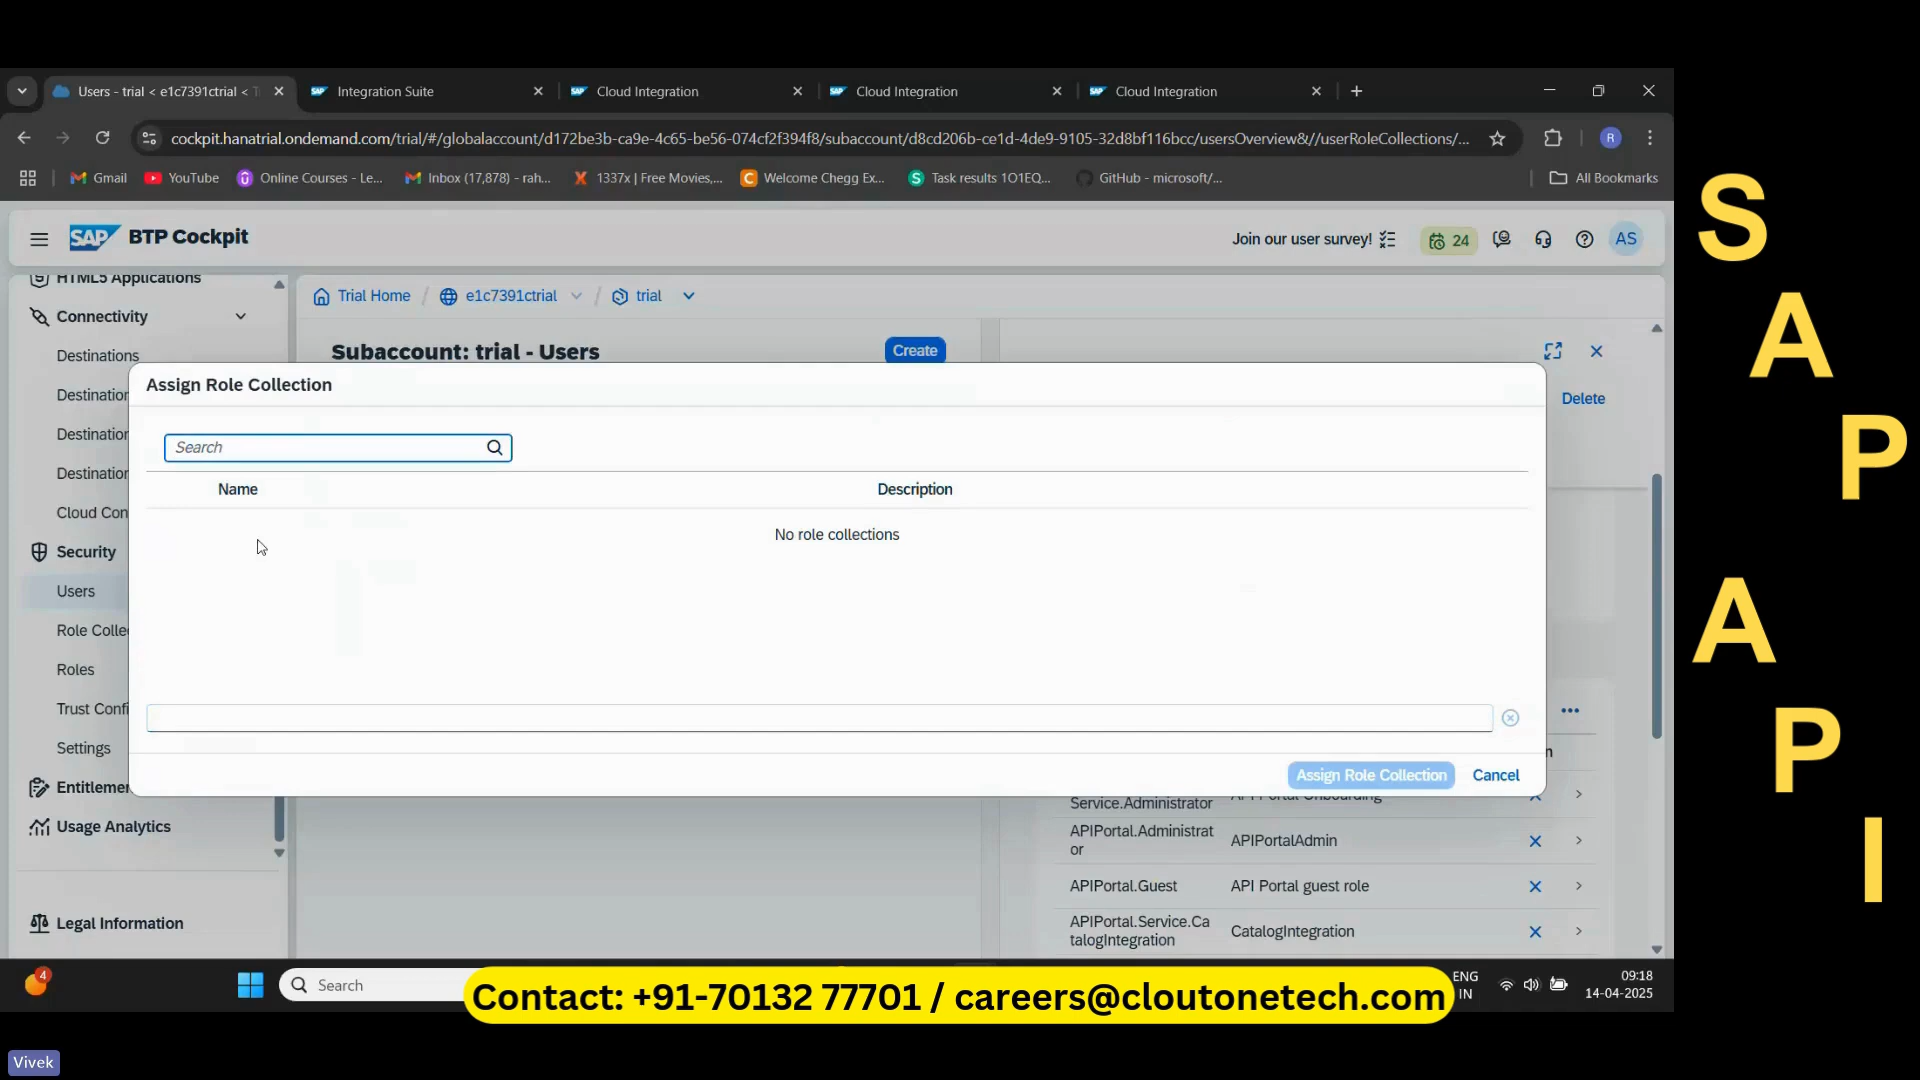 Users - trial < e1c7391ctrial < T
Integration Suite
Cloud Integration
Cloud Integration
Cloud Integration
cockpit.hanatrial.ondemand.com/trial/#/globalaccount/d172be3b-ca9e-4c65-be56-074cf2f394f8/subaccount/d8cd206b-ce1d-4de9-9105-32d8bf116bcc/usersOverview&//userRoleCollections/...
R
Gmail
YouTube
Online Courses - Le...
Inbox (17,878) - rah...
1337x | Free Movies,...
Welcome Chegg Ex...
Task results 1O1EQ...
GitHub - microsoft/...
All Bookmarks
SAP BTP Cockpit
Join our user survey!
24
AS
HTML5 Applications
Connectivity
Destinations
Destination
Destination
Destination
Cloud Con
Security
Users
Role Colle
Roles
Trust Confi
Settings
Entitlemen
Usage Analytics
Legal Information
Trial Home / e1c7391ctrial / trial
Subaccount: trial - Users
Create
Delete
Assign Role Collection
Search
Name
Description
No role collections
Assign Role Collection
Cancel
n
Service.Administrator
API Portal Onboarding
APIPortal.Administrat
or
APIPortalAdmin
APIPortal.Guest
API Portal guest role
APIPortal.Service.Ca
talogIntegration
CatalogIntegration
4
Search
ENG
IN
09:18
14-04-2025
Contact: +91-70132 77701 / careers@cloutonetech.com
Vivek
S
A
P
A
P
I